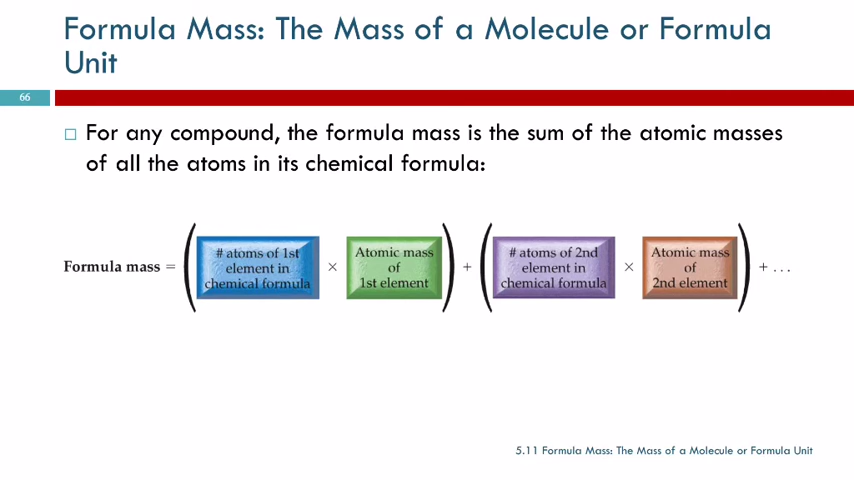 Formula Mass: The Mass of a Molecule or Formula
Unit
66
□ For any compound, the formula mass is the sum of the atomic masses
of all the atoms in its chemical formula:
Formula mass = ( # atoms of 1st element in chemical formula × Atomic mass of 1st element ) + ( # atoms of 2nd element in chemical formula × Atomic mass of 2nd element ) + ...
5.11 Formula Mass: The Mass of a Molecule or Formula Unit